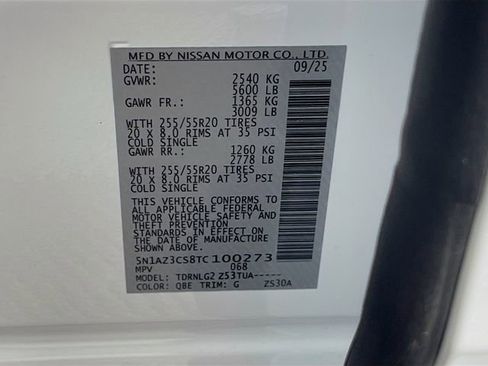 MFD BY NISSAN MOTOR CO., LTD.
DATE: 09/25
GVWR: 2540 KG
5600 LB
GAWR FR.: 1365 KG
3009 LB
WITH 255/55R20 TIRES
20 X 8.0 RIMS AT 35 PSI
COLD SINGLE
GAWR RR.: 1260 KG
2778 LB
WITH 255/55R20 TIRES
20 X 8.0 RIMS AT 35 PSI
COLD SINGLE
THIS VEHICLE CONFORMS TO
ALL APPLICABLE FEDERAL
MOTOR VEHICLE SAFETY AND
THEFT PREVENTION
STANDARDS IN EFFECT ON
THE DATE OF MANUFACTURE
SHOWN ABOVE.
5N1AZ3CS8TC100273
MPV 068
MODEL: TDRNLG2 Z53TUA-----
COLOR: QBE TRIM: G ZS30A